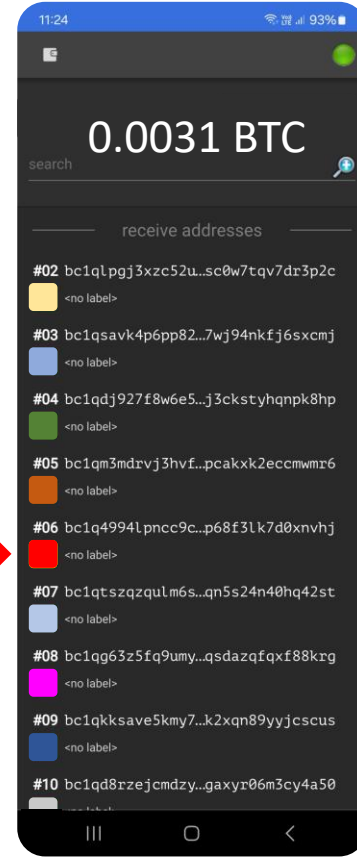 11:24 93%
0.0031 BTC
search
receive addresses
#02 bc1qlpgj3xzc52u…sc0w7tqv7dr3p2c
<no label>
#03 bc1qsavk4p6pp82…7wj94nkfj6sxcmj
<no label>
#04 bc1qdj927f8w6e5…j3ckstyhqnpk8hp
<no label>
#05 bc1qm3mdrvj3hvf…pcakxk2eccmwmr6
<no label>
#06 bc1q4994lpncc9c…p68f3lk7d0xnvhj
<no label>
#07 bc1qtszqzqulm6s…qn5s24n40hq42st
<no label>
#08 bc1qg63z5fq9umy…qsdazqfqxf88krg
<no label>
#09 bc1qkksave5kmy7…k2xqn89yyjcscus
<no label>
#10 bc1qd8rzejcmdzy…gaxyr06m3cy4a50